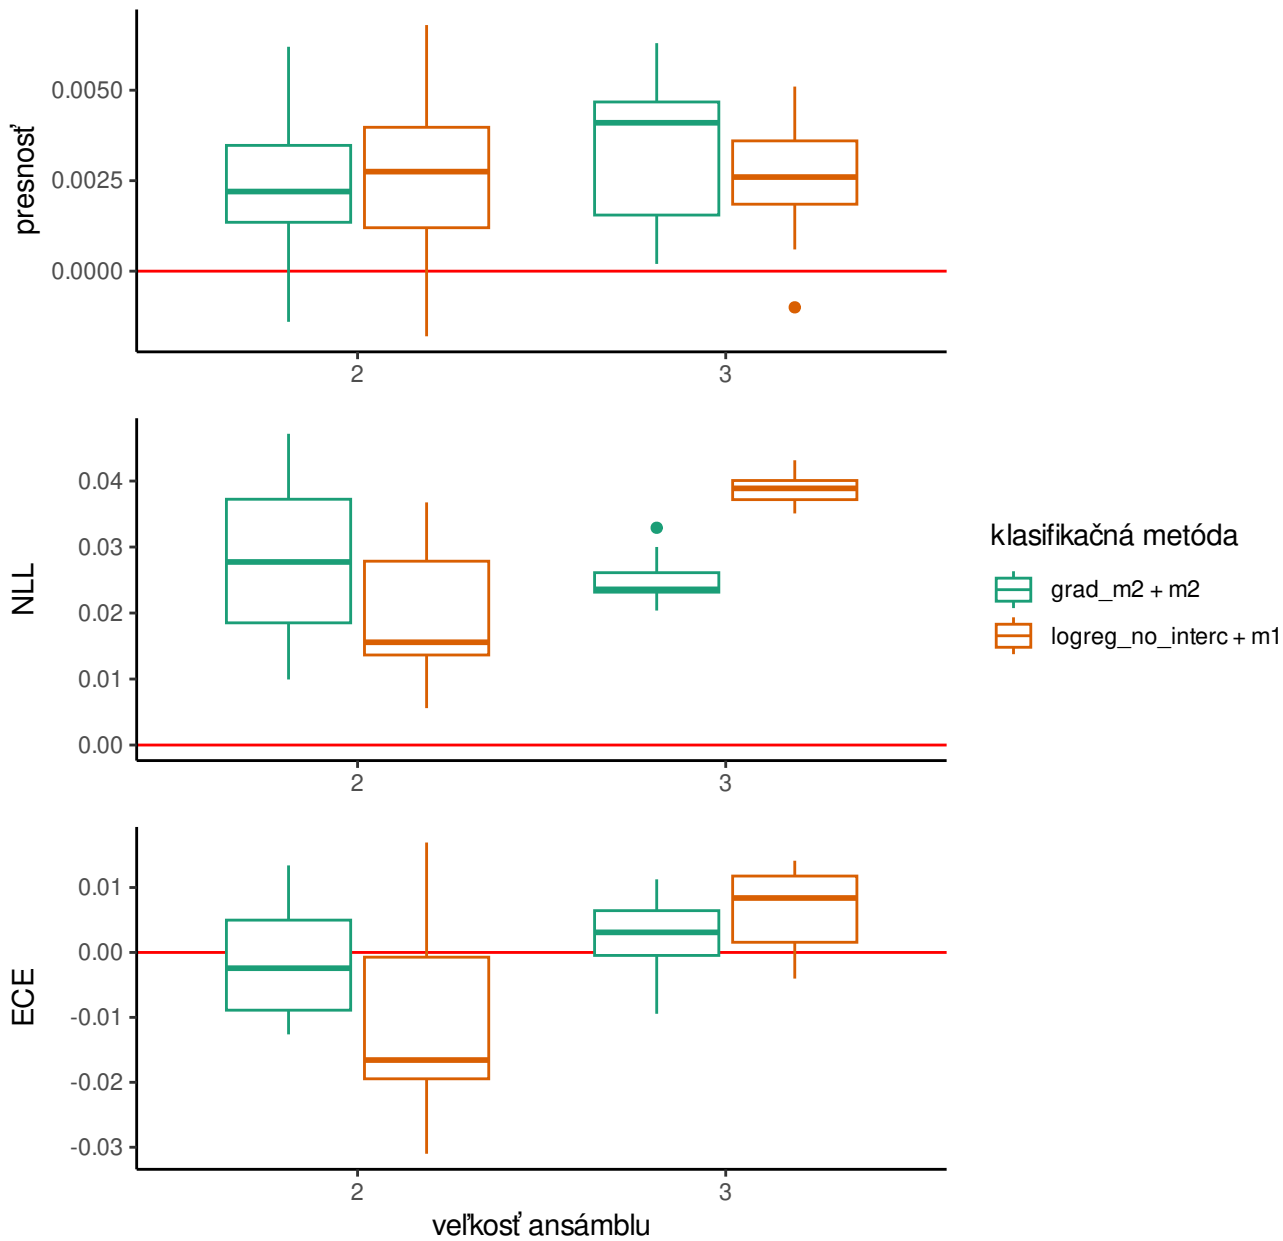 presnosť
0.0050
0.0025
0.0000
2 3
NLL
0.04
0.03
0.02
0.01
0.00
2 3
ECE
0.01
0.00
-0.01
-0.02
-0.03
2 3
veľkosť ansámblu
klasifikačná metóda
grad_m2 + m2
logreg_no_interc + m1